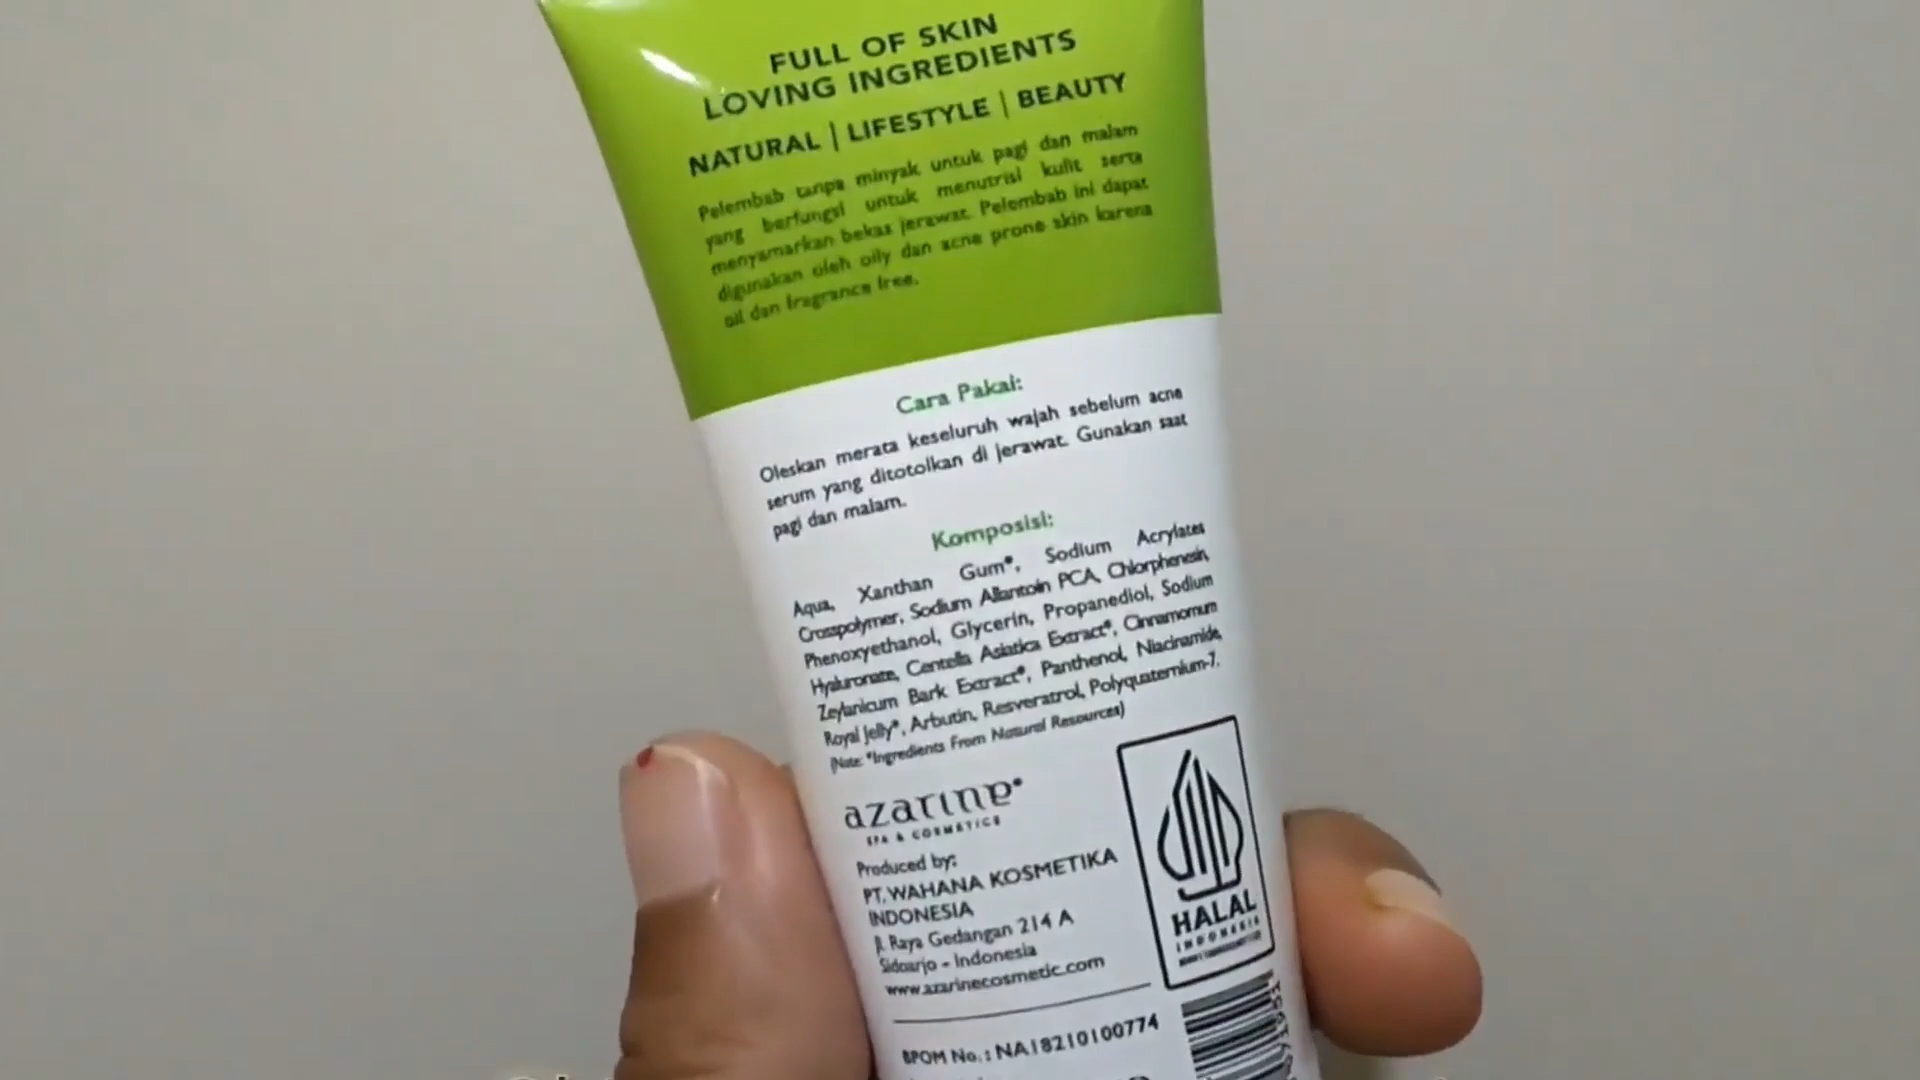 FULL OF SKIN
LOVING INGREDIENTS
NATURAL | LIFESTYLE | BEAUTY
Pelembab tanpa minyak untuk pagi dan malam
yang berfungsi untuk menutrisi kulit serta
menyamarkan bekas jerawat. Pelembab ini dapat
digunakan oleh oily dan acne prone skin karena
oil dan fragrance free.
Cara Pakai:
Oleskan merata keseluruh wajah sebelum acne
serum yang ditotolkan di jerawat. Gunakan saat
pagi dan malam.
Komposisi:
Aqua, Xanthan Gum*, Sodium Acrylates
Crosspolymer, Sodium Allantoin PCA, Chlorphenesin,
Phenoxyethanol, Glycerin, Propanediol, Sodium
Hyaluronate, Centella Asiatica Extract*, Cinnamomum
Zeylanicum Bark Extract*, Panthenol, Niacinamide,
Royal Jelly*, Arbutin, Resveratrol, Polyquaternium-7.
(Note: *Ingredients From Natural Resources)
azarine
SPA & COSMETICS
Produced by:
PT. WAHANA KOSMETIKA
INDONESIA
Jl. Raya Gedangan 214 A
Sidoarjo - Indonesia
www.azarinecosmetic.com
HALAL
INDONESIA
BPOM No. : NA18210100774